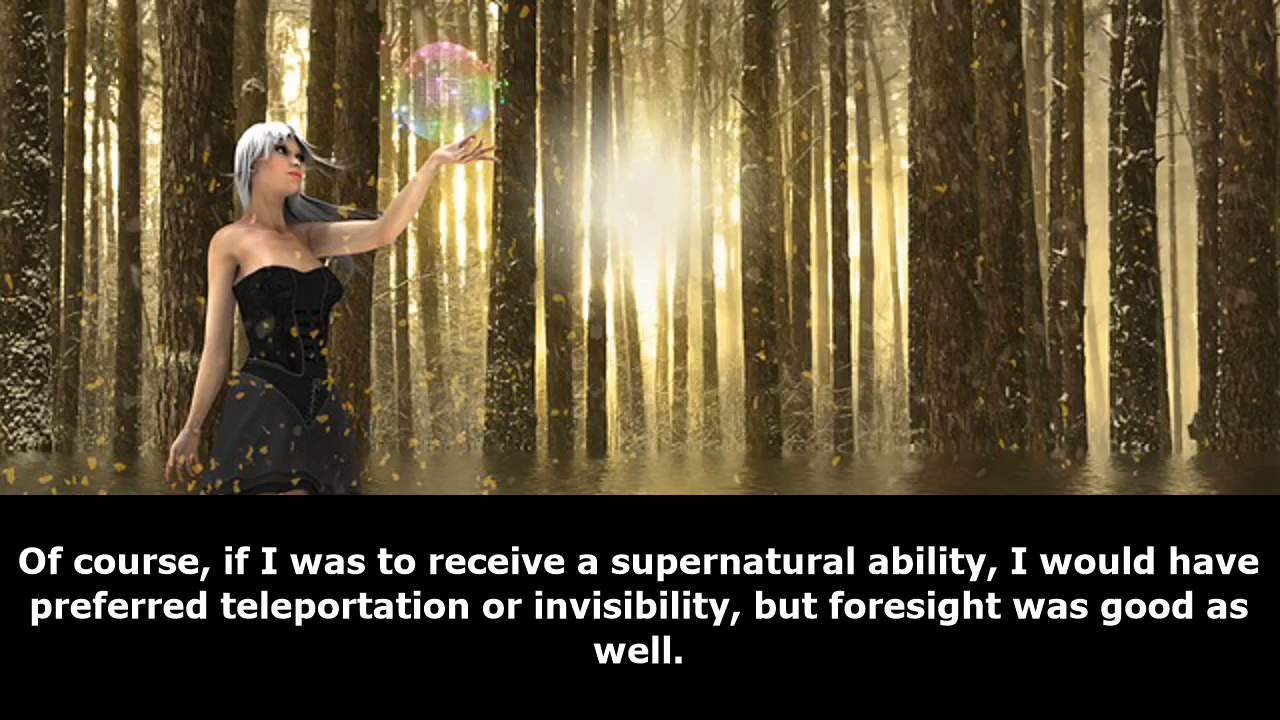 Of course, if I was to receive a supernatural ability, I would have
preferred teleportation or invisibility, but foresight was good as
well.